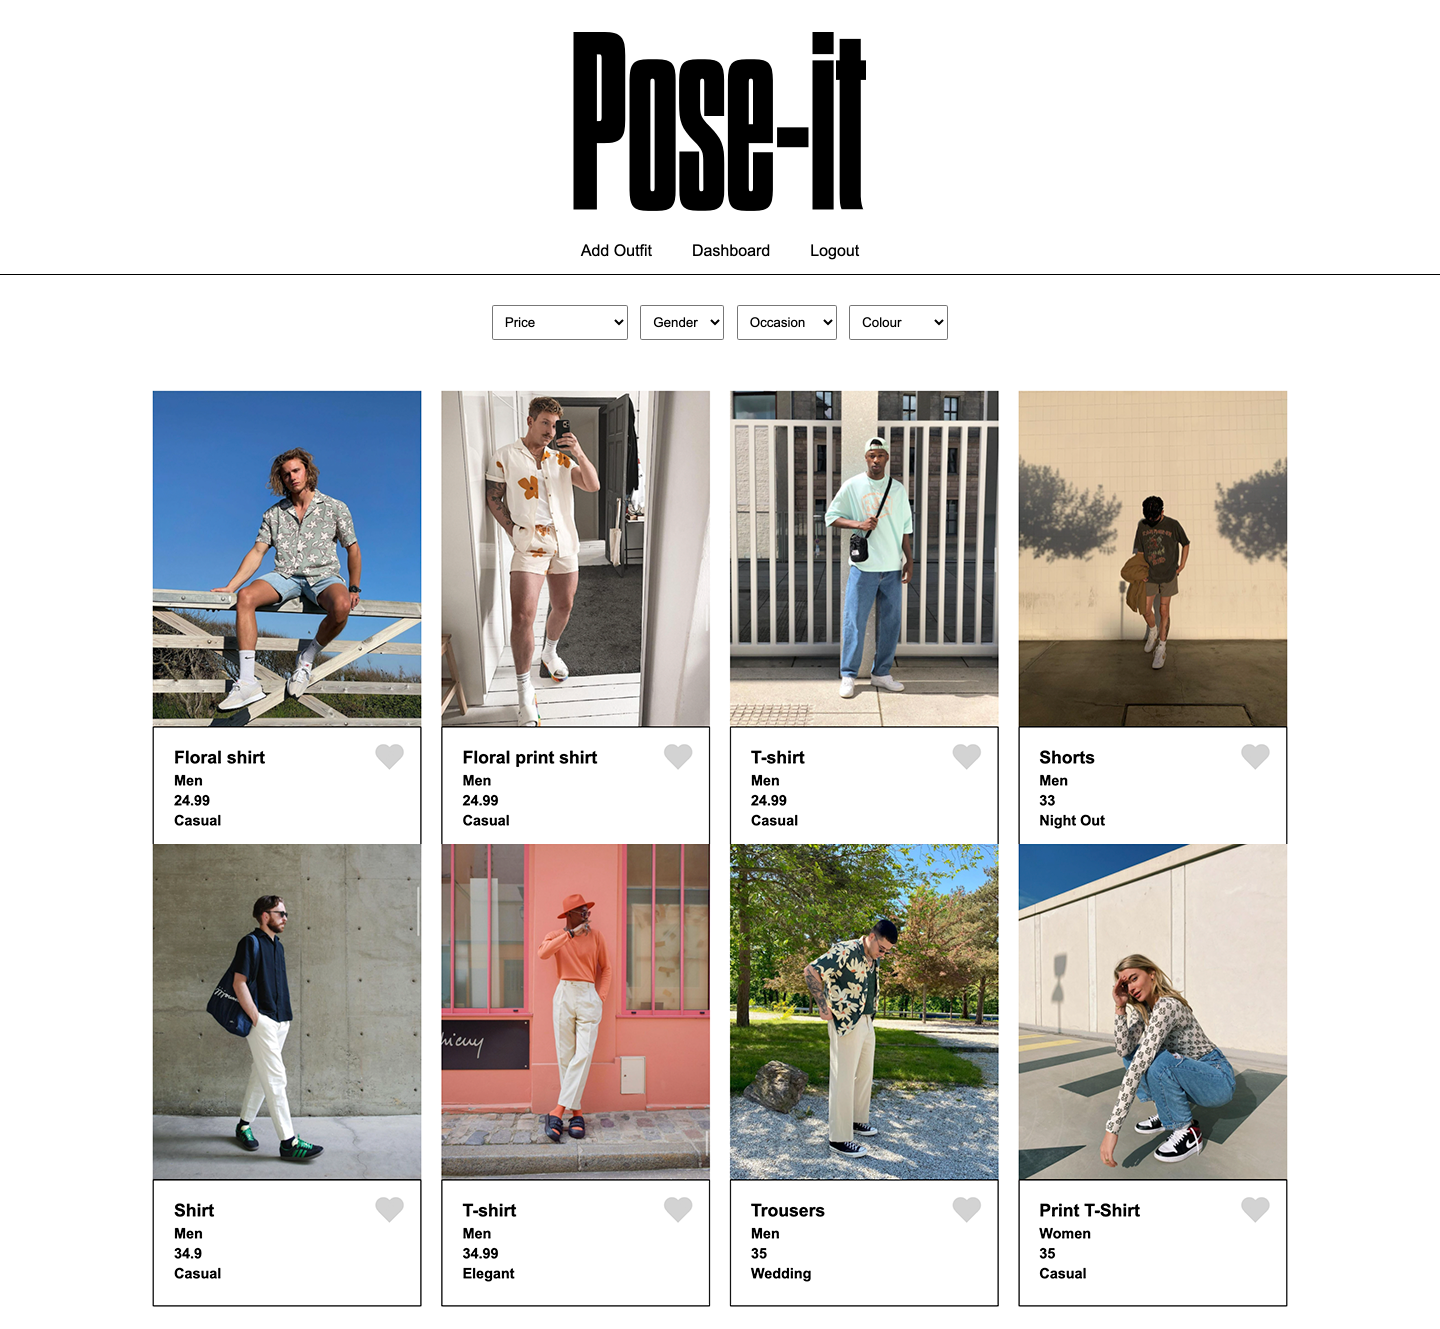 Pose-it
Add Outfit Dashboard Logout
Price Gender Occasion Colour
Floral shirt
Men
24.99
Casual
Floral print shirt
Men
24.99
Casual
T-shirt
Men
24.99
Casual
Shorts
Men
33
Night Out
Shirt
Men
34.9
Casual
T-shirt
Men
34.99
Elegant
Trousers
Men
35
Wedding
Print T-Shirt
Women
35
Casual